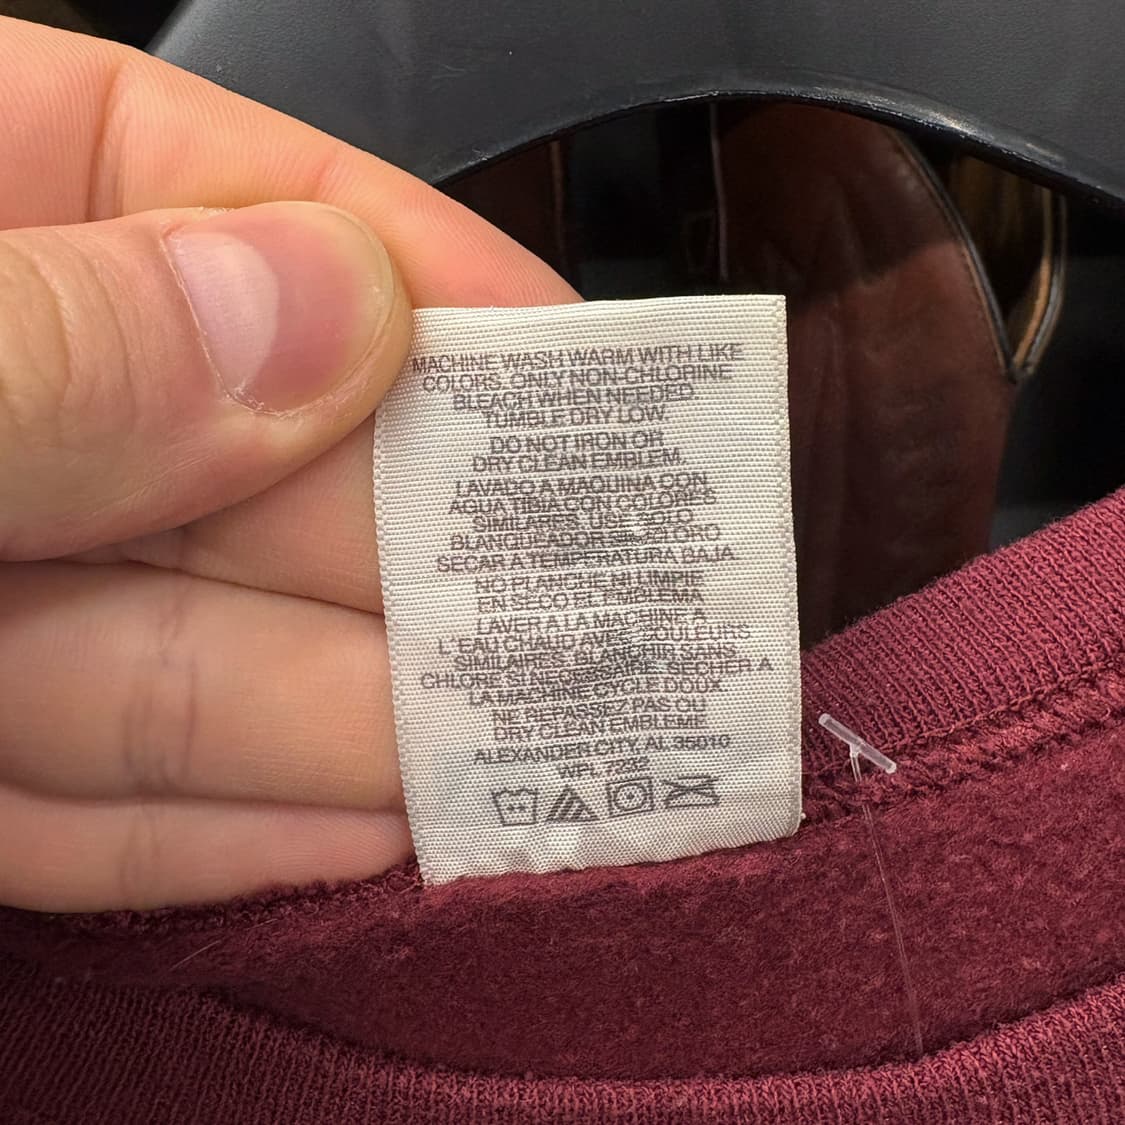 MACHINE WASH WARM WITH LIKE
COLORS. ONLY NON-CHLORINE
BLEACH WHEN NEEDED
TUMBLE DRY LOW.
DO NOT IRON OR
DRY CLEAN EMBLEM.
LAVADO A MAQUINA CON
AGUA TIBIA CON COLORES
SIMILARES. USE SOLO
BLANQUEADOR SIN CLORO
SECAR A TEMPERATURA BAJA
NO PLANCHE NI LIMPIE
EN SECO EL EMBLEMA
LAVER A LA MACHINE A
L'EAU CHAUD AVEC COULEURS
SIMILAIRES. BLANCHIR SANS
CHLORE SI NECESSAIRE. SECHER A
LA MACHINE CYCLE DOUX
NE REPASSEZ PAS OU
DRY CLEAN EMBLEME
ALEXANDER CITY, AL 35010
WPL 7232